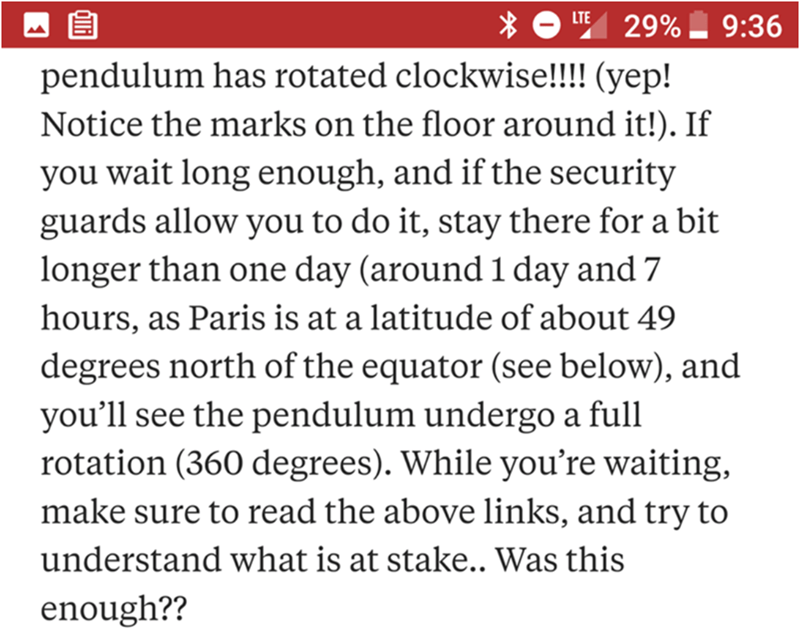 LTE 29% 9:36
pendulum has rotated clockwise!!!! (yep!
Notice the marks on the floor around it!). If
you wait long enough, and if the security
guards allow you to do it, stay there for a bit
longer than one day (around 1 day and 7
hours, as Paris is at a latitude of about 49
degrees north of the equator (see below), and
you’ll see the pendulum undergo a full
rotation (360 degrees). While you’re waiting,
make sure to read the above links, and try to
understand what is at stake.. Was this
enough??